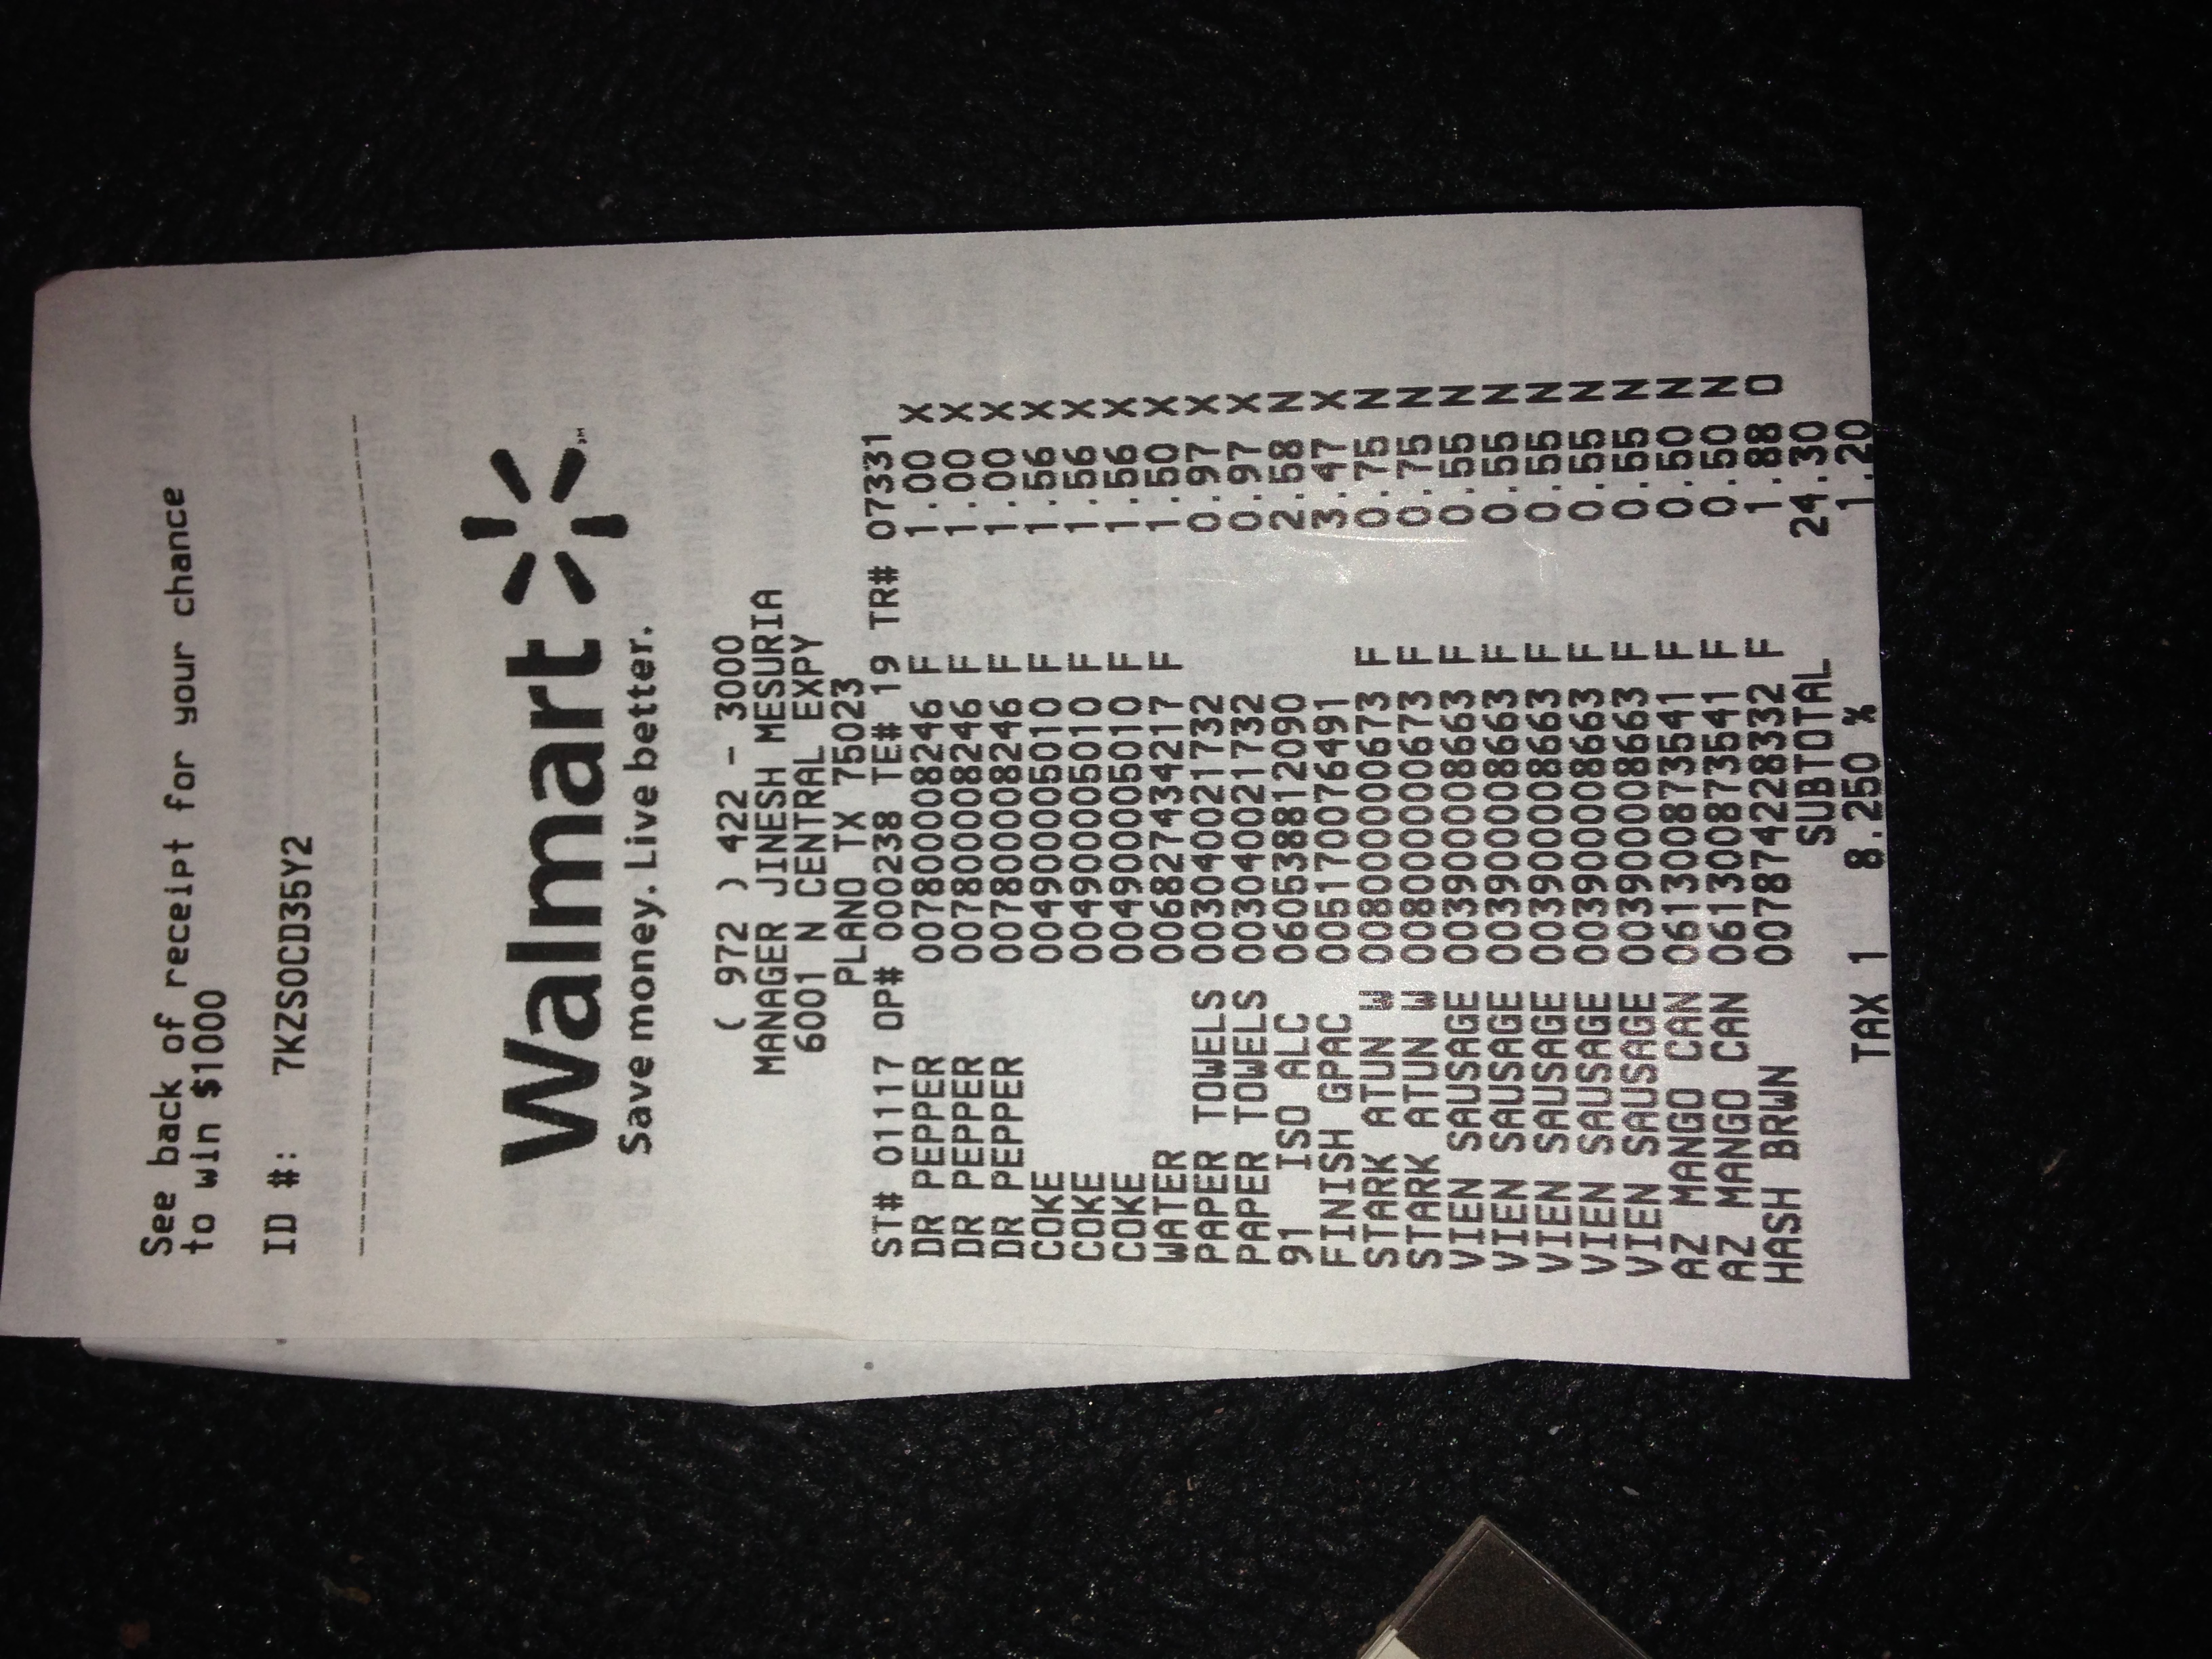 See back of receipt for your chance
to win $1000
ID #: 7KZSOCD35Y2
Walmart
Save money. Live better.
( 972 ) 422 - 3000
MANAGER JINESH MESURIA
6001 N CENTRAL EXPY
PLANO TX 75023
ST# 01117 OP# 000238 TE# 19 TR# 07331
DR PEPPER 007800008246 F 1.00 X
DR PEPPER 007800008246 F 1.00 X
DR PEPPER 007800008246 F 1.00 X
COKE 004900005010 F 1.56 X
COKE 004900005010 F 1.56 X
COKE 004900005010 F 1.56 X
WATER 006827434217 F 1.50 X
PAPER TOWELS 003040021732 0.97 X
PAPER TOWELS 003040021732 0.97 X
91 ISO ALC 060538812090 2.58 N
FINISH GPAC 005170076491 3.47 X
STARK ATUN W 008000000673 F 0.75 N
STARK ATUN W 008000000673 F 0.75 N
VIEN SAUSAGE 003900008663 F 0.55 N
VIEN SAUSAGE 003900008663 F 0.55 N
VIEN SAUSAGE 003900008663 F 0.55 N
VIEN SAUSAGE 003900008663 F 0.55 N
VIEN SAUSAGE 003900008663 F 0.55 N
AZ MANGO CAN 061300873541 F 0.50 N
AZ MANGO CAN 061300873541 F 0.50 N
HASH BRWN 007874228332 F 1.88 O
SUBTOTAL 24.30
TAX 1 8.250 % 1.20